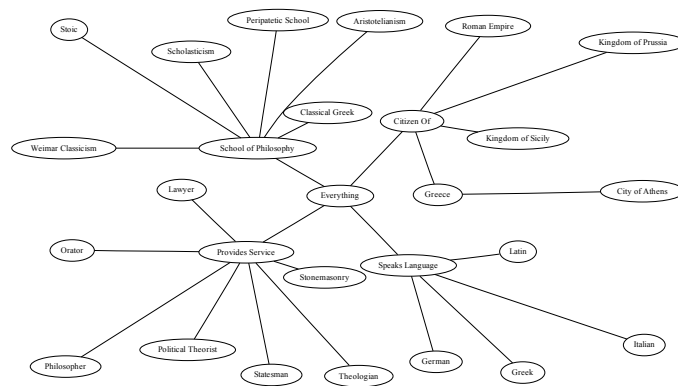 Peripatetic School
Aristotelianism
Roman Empire
Stoic
Scholasticism
Kingdom of Prussia
Classical Greek
Citizen Of
Kingdom of Sicily
Weimar Classicism
School of Philosophy
Lawyer
Everything
Greece
City of Athens
Orator
Provides Service
Latin
Speaks Language
Stonemasonry
Italian
Political Theorist
German
Philosopher
Greek
Statesman
Theologian